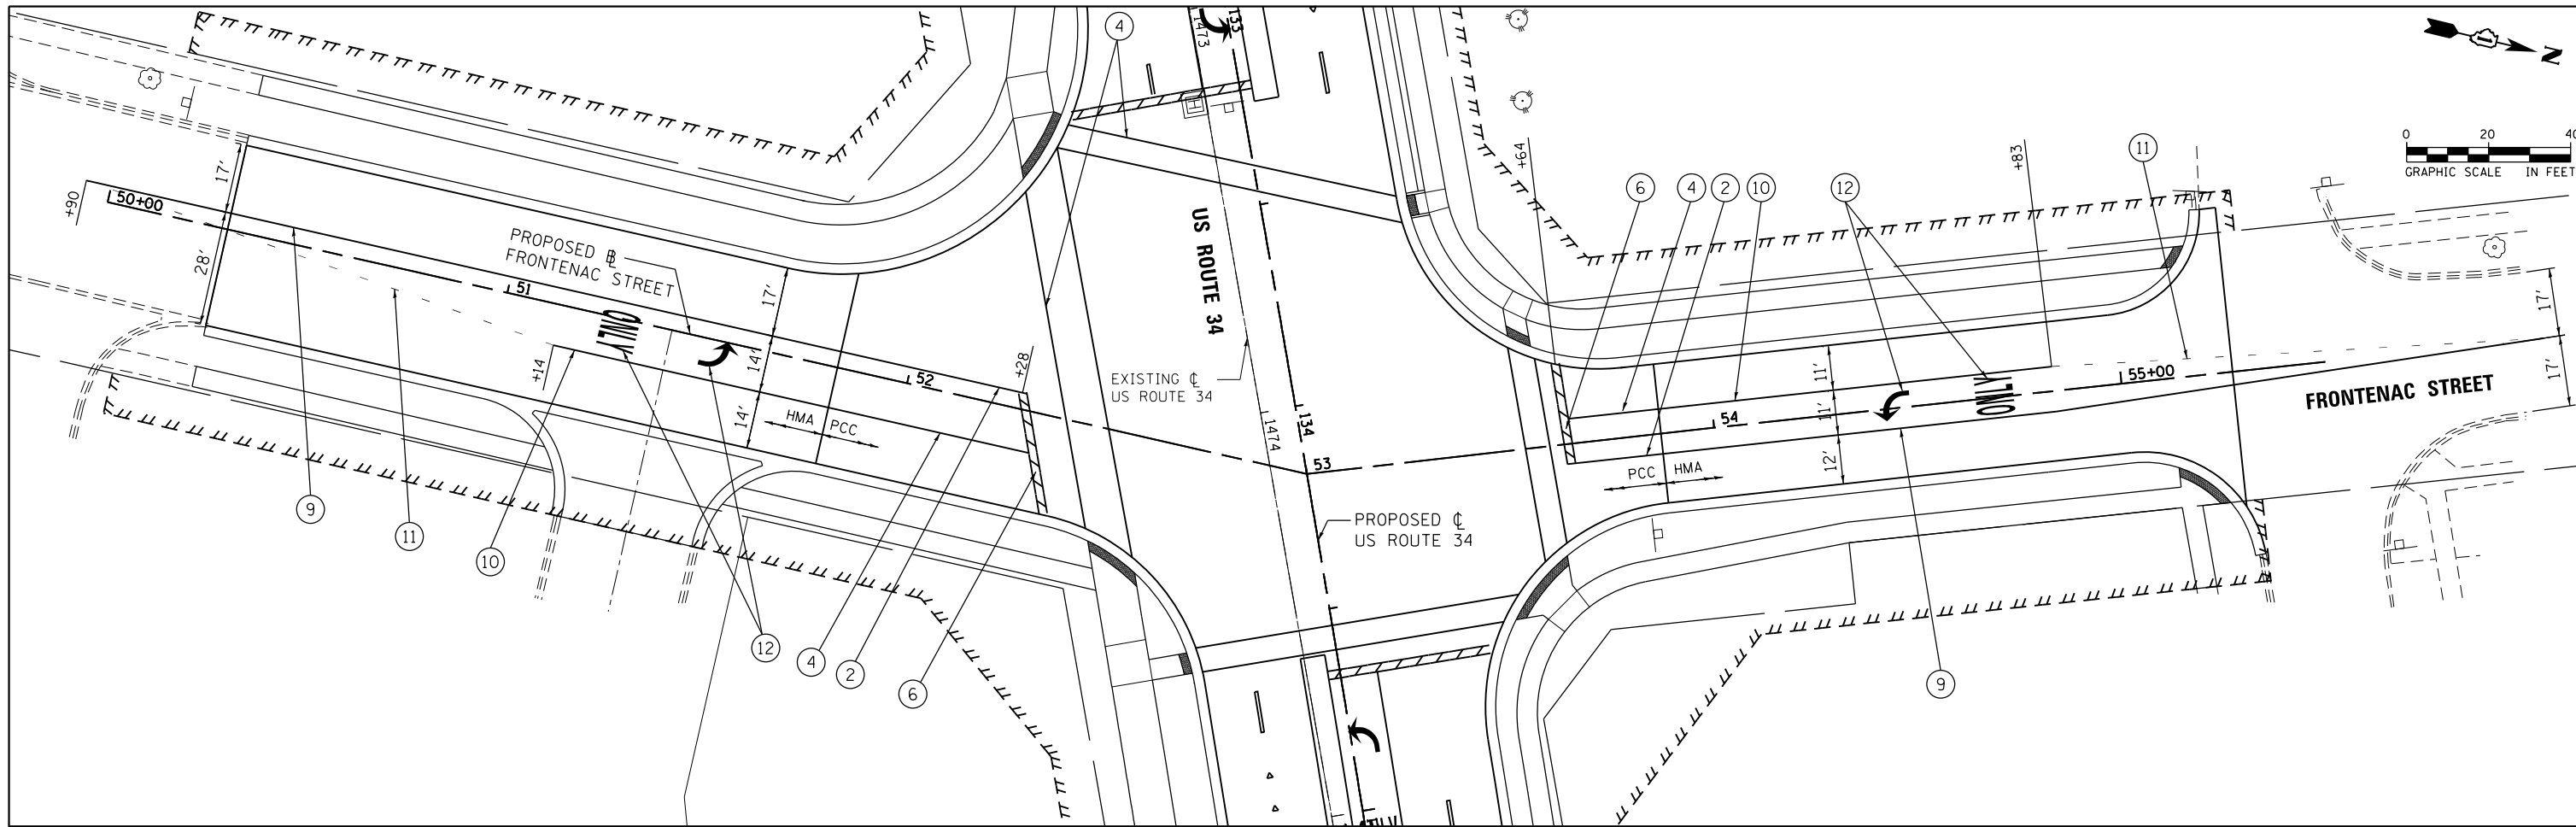 4
133
1473
N
0 20 40
GRAPHIC SCALE IN FEET
+64
+83
11
6
4
2
10
12
17'
+90
50+00
28'
PROPOSED BL
FRONTENAC STREET
51
17'
US ROUTE 34
14'
ONLY
+14
52
+28
EXISTING CL
US ROUTE 34
14'
HMA
PCC
1474
134
53
11'
11'
12'
54
ONLY
55+00
17'
17'
FRONTENAC STREET
PCC
HMA
PROPOSED CL
US ROUTE 34
9
11
10
12
4
2
6
9